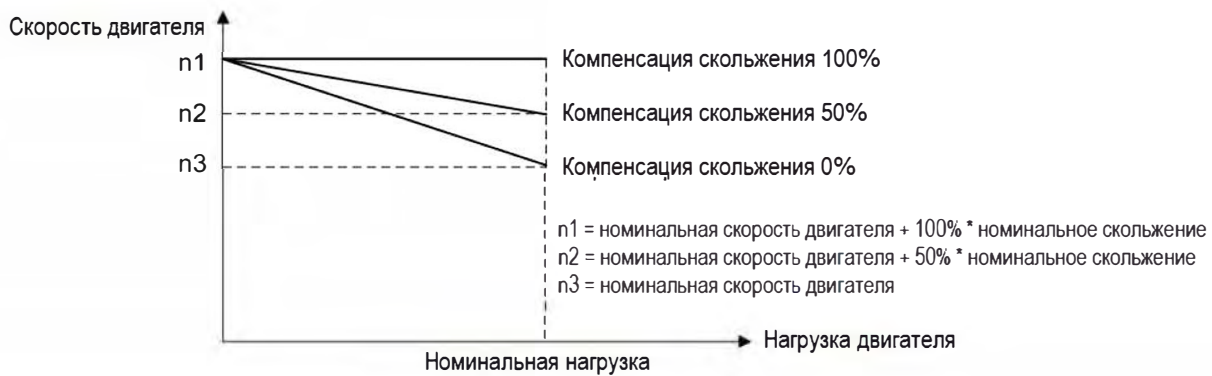 Скорость двигателя
n1
Компенсация скольжения 100%
n2
Компенсация скольжения 50%
n3
Компенсация скольжения 0%
n1 = номинальная скорость двигателя + 100% * номинальное скольжение
n2 = номинальная скорость двигателя + 50% * номинальное скольжение
n3 = номинальная скорость двигателя
Нагрузка двигателя
Номинальная нагрузка